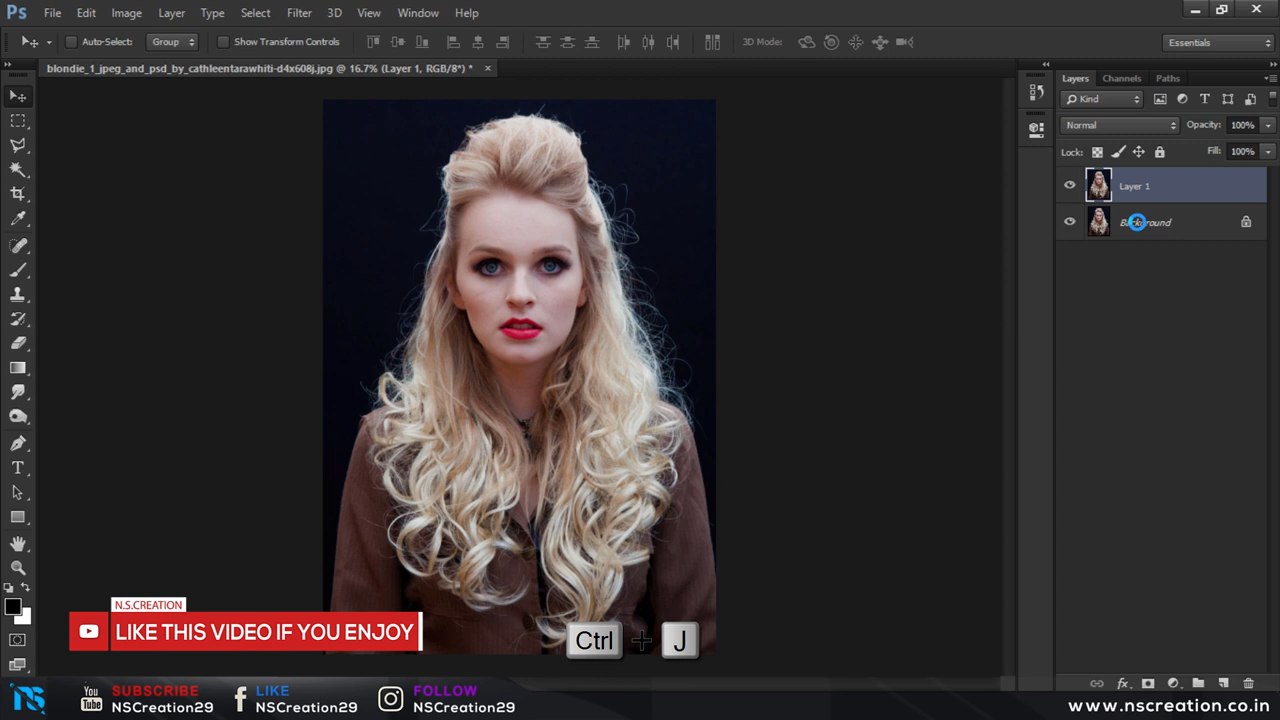 Ps File Edit Image Layer Type Select Filter 3D View Window Help
Auto-Select: Group Show Transform Controls 3D Mode: Essentials
blondie_1_jpeg_and_psd_by_cathleentarawhiti-d4x608j.jpg @ 16.7% (Layer 1, RGB/8*) *
Layers Channels Paths
Kind
Normal Opacity: 100%
Lock: Fill: 100%
Layer 1
Background
N.S.CREATION
LIKE THIS VIDEO IF YOU ENJOY
Ctrl + J
You Tube SUBSCRIBE NSCreation29
LIKE NSCreation29
FOLLOW NSCreation29
www.nscreation.co.in